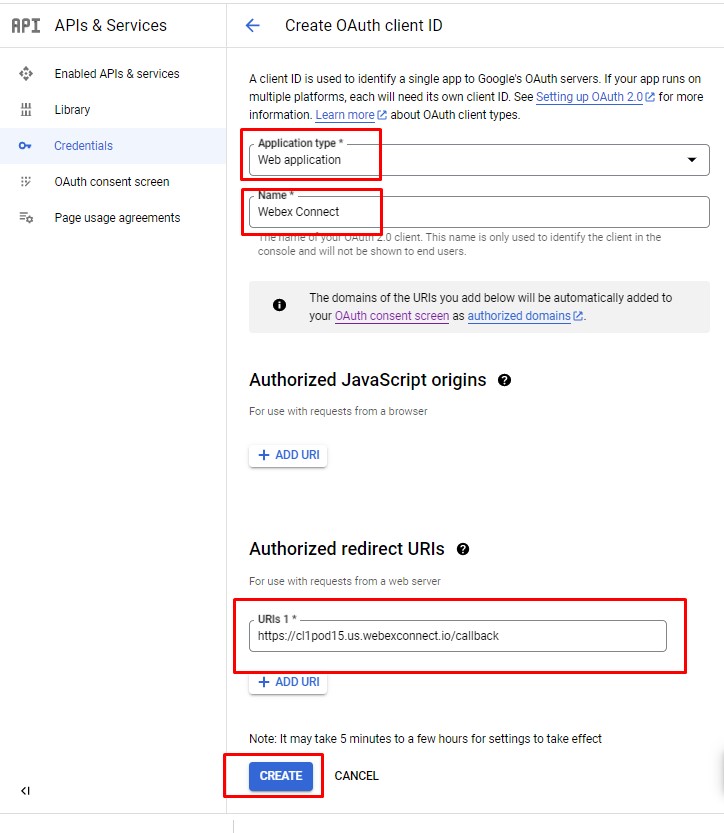 API APIs & Services
Create OAuth client ID
Enabled APIs & services
Library
Credentials
OAuth consent screen
Page usage agreements
A client ID is used to identify a single app to Google's OAuth servers. If your app runs on
multiple platforms, each will need its own client ID. See Setting up OAuth 2.0 for more
information. Learn more about OAuth client types.
Application type *
Web application
Name *
Webex Connect
The name of your OAuth 2.0 client. This name is only used to identify the client in the
console and will not be shown to end users.
The domains of the URIs you add below will be automatically added to
your OAuth consent screen as authorized domains.
Authorized JavaScript origins
For use with requests from a browser
+ ADD URI
Authorized redirect URIs
For use with requests from a web server
URIs 1 *
https://cl1pod15.us.webexconnect.io/callback
+ ADD URI
Note: It may take 5 minutes to a few hours for settings to take effect
CREATE CANCEL